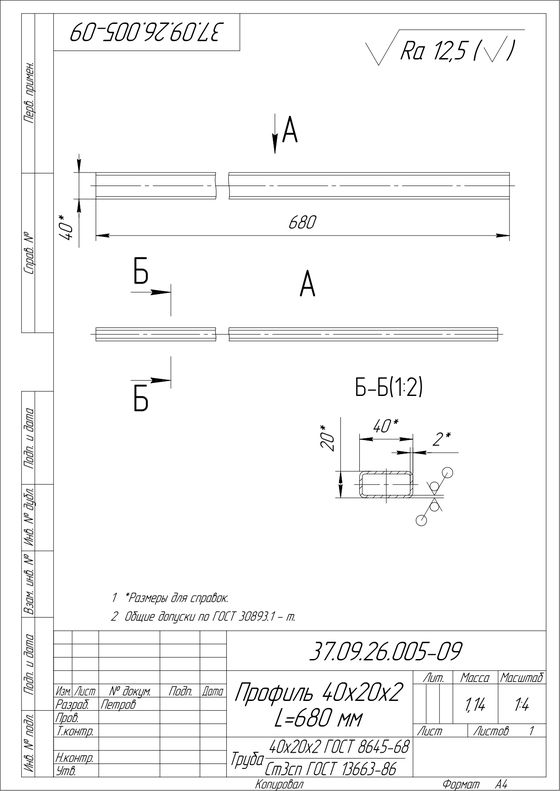 37.09.26.005-09
Ra 12,5 (√)
Перв. примен.
Справ. №
А
40*
680
Б
А
Б
Б-Б(1:2)
40*
20*
2*
Подп. и дата
Инв. № дубл.
Взам. инв. №
Подп. и дата
Инв. № подл.
1 *Размеры для справок.
2 Общие допуски по ГОСТ 30893.1 - m.
37.09.26.005-09
Изм. Лист № докум. Подп. Дата
Разраб. Петров
Пров.
Т.контр.
Н.контр.
Утв.
Профиль 40x20x2
L=680 мм
Лит. Масса Масштаб
1,14 1:4
Лист Листов 1
Труба 40x20x2 ГОСТ 8645-68
Ст3сп ГОСТ 13663-86
Копировал Формат А4